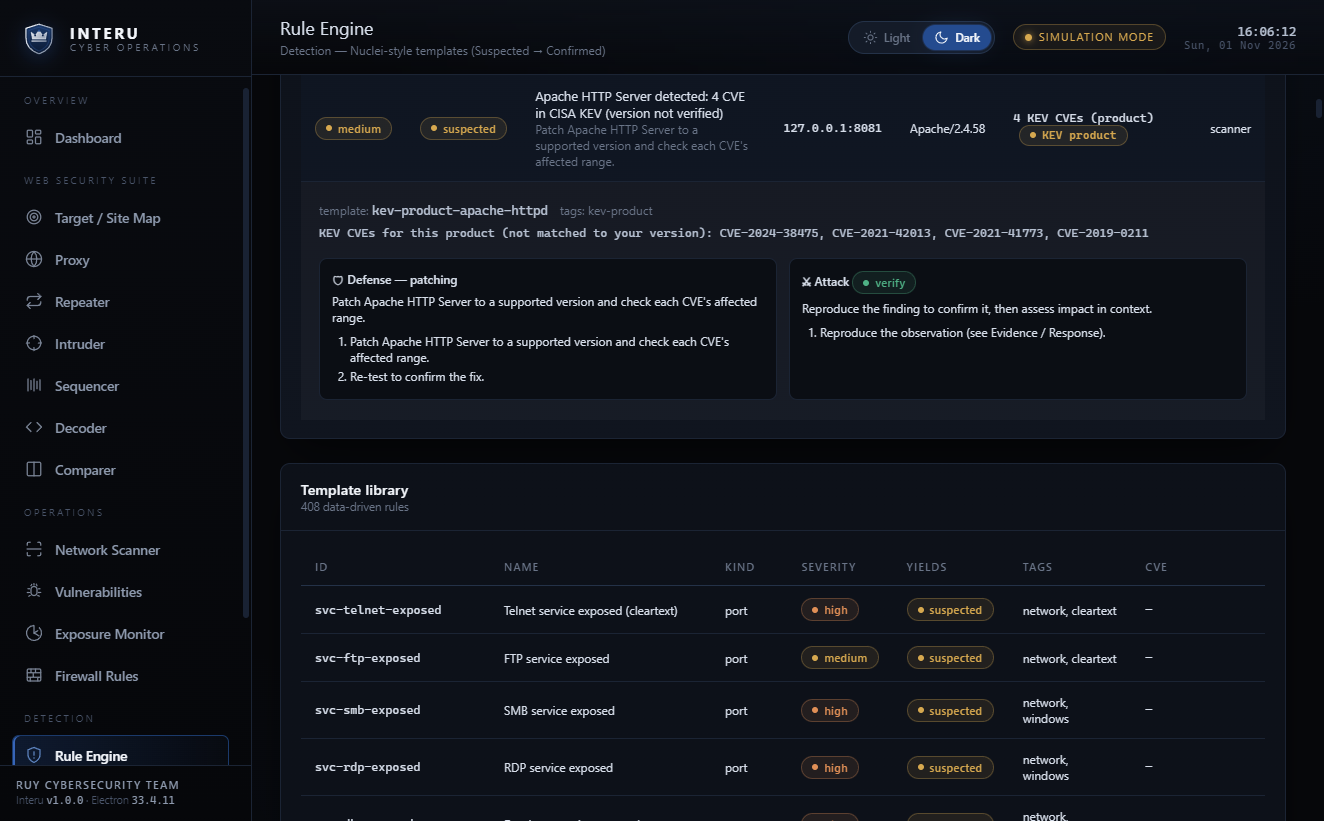 INTERU
CYBER OPERATIONS
OVERVIEW
Dashboard
WEB SECURITY SUITE
Target / Site Map
Proxy
Repeater
Intruder
Sequencer
Decoder
Comparer
OPERATIONS
Network Scanner
Vulnerabilities
Exposure Monitor
Firewall Rules
DETECTION
Rule Engine
RUY CYBERSECURITY TEAM
Interu v1.0.0 · Electron 33.4.11
Rule Engine
Detection — Nuclei-style templates (Suspected → Confirmed)
Light
Dark
SIMULATION MODE
16:06:12
Sun, 01 Nov 2026
medium
suspected
Apache HTTP Server detected: 4 CVE
in CISA KEV (version not verified)
Patch Apache HTTP Server to a
supported version and check each CVE's
affected range.
127.0.0.1:8081
Apache/2.4.58
4 KEV CVEs (product)
KEV product
scanner
template: kev-product-apache-httpd tags: kev-product
KEV CVEs for this product (not matched to your version): CVE-2024-38475, CVE-2021-42013, CVE-2021-41773, CVE-2019-0211
Defense — patching
Patch Apache HTTP Server to a supported version and check each CVE's affected
range.
1. Patch Apache HTTP Server to a supported version and check each CVE's
affected range.
2. Re-test to confirm the fix.
Attack verify
Reproduce the finding to confirm it, then assess impact in context.
1. Reproduce the observation (see Evidence / Response).
Template library
408 data-driven rules
ID NAME KIND SEVERITY YIELDS TAGS CVE
svc-telnet-exposed Telnet service exposed (cleartext) port high suspected network, cleartext —
svc-ftp-exposed FTP service exposed port medium suspected network, cleartext —
svc-smb-exposed SMB service exposed port high suspected network,
windows —
svc-rdp-exposed RDP service exposed port high suspected network,
windows —
network,